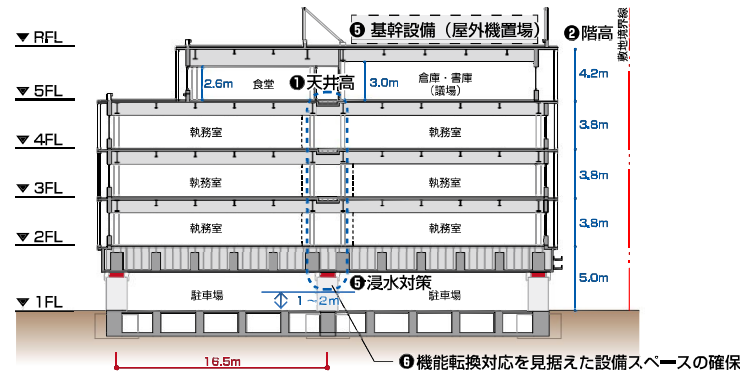 ▼ RFL
❺ 基幹設備（屋外機置場）
❷ 階高
敷地境界線
2.6m
食堂
❶ 天井高
3.0m
倉庫・書庫
（議場）
4.2m
▼ 5FL
執務室
執務室
3.8m
▼ 4FL
執務室
執務室
3.8m
▼ 3FL
執務室
執務室
3.8m
▼ 2FL
5.0m
❺ 浸水対策
駐車場
1～2m
駐車場
▼ 1FL
16.5m
❻ 機能転換対応を見据えた設備スペースの確保